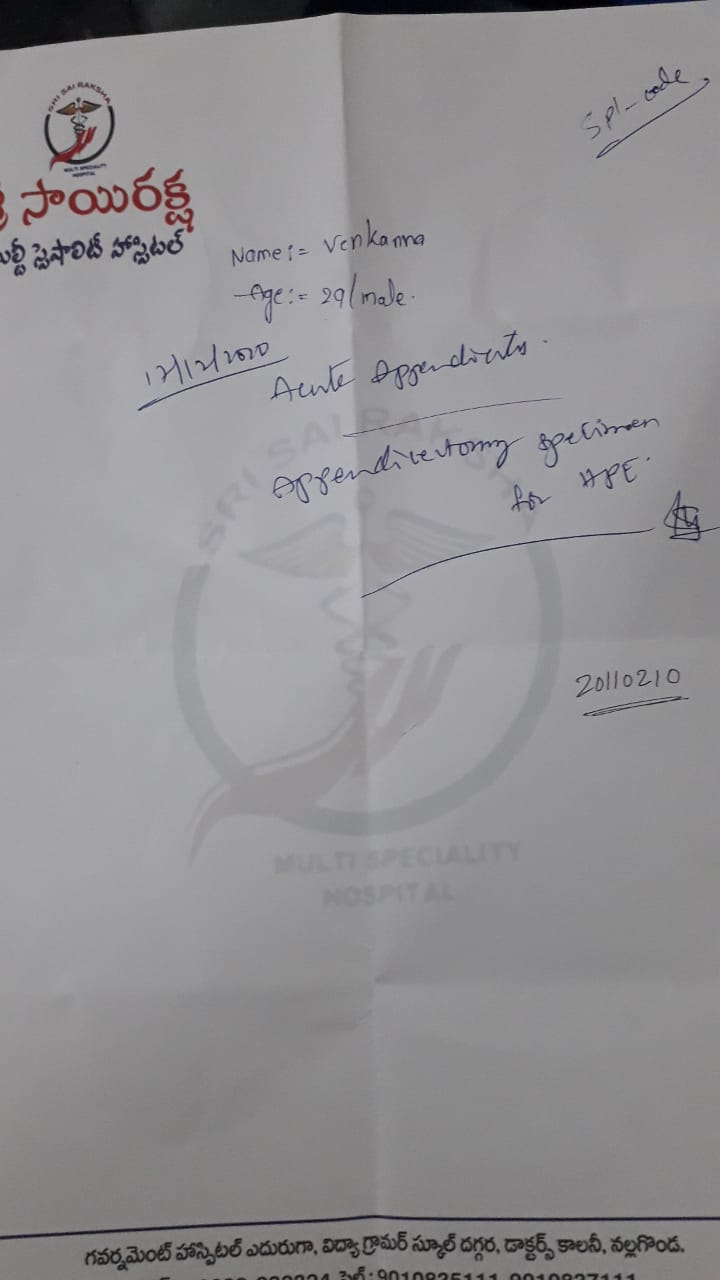 Spl-code
SRI SAI RAKSHA
MULTI SPECIALITY
HOSPITAL
సాయిరక్ష
మల్టీ స్పెషాలిటీ హాస్పిటల్
Name:= Venkanna
Age:= 29/male.
12/12/2020
Acute Appendicitis.
Appendicectomy specimen
for HPE.
20110210
SRI SAI RAKSHA
MULTI SPECIALITY
HOSPITAL
గవర్నమెంట్ హాస్పిటల్ ఎదురుగా, విద్యా గ్రామర్ స్కూల్ దగ్గర, డాక్టర్స్ కాలనీ, నల్లగొండ.